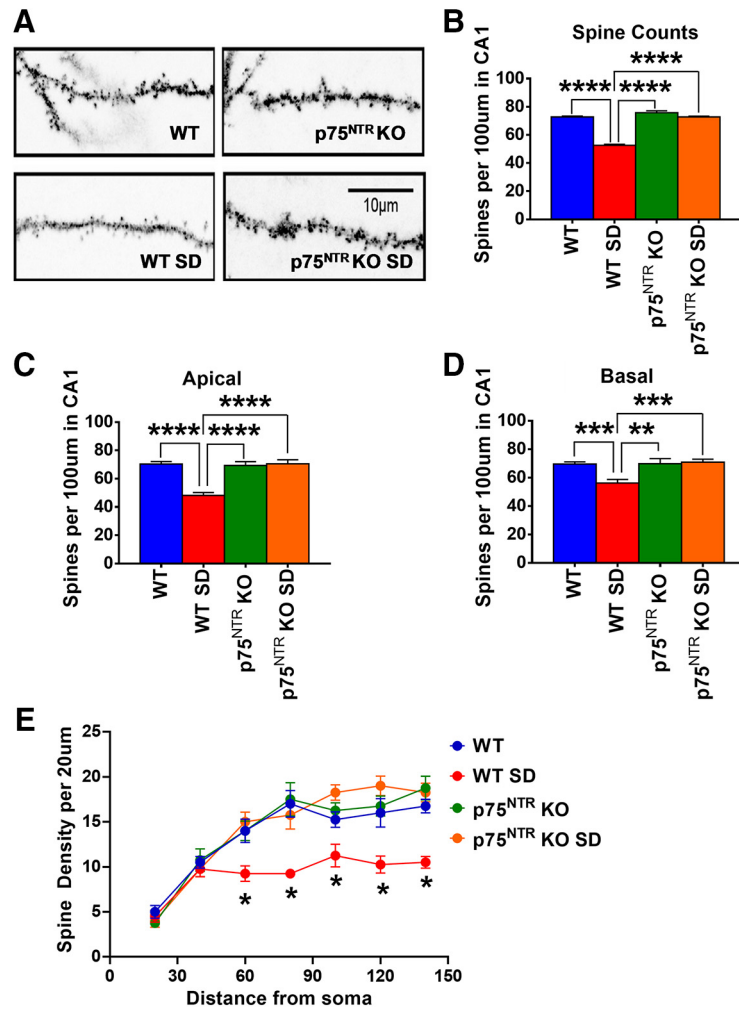 A
WT
p75NTR KO
WT SD
10µm
p75NTR KO SD
B
Spine Counts
Spines per 100um in CA1
100
80
60
40
20
0
****
**** ****
WT
WT SD
p75NTR KO
p75NTR KO SD
C
Apical
Spines per 100um in CA1
100
80
60
40
20
0
****
**** ****
WT
WT SD
p75NTR KO
p75NTR KO SD
D
Basal
Spines per 100um in CA1
100
80
60
40
20
0
***
*** **
WT
WT SD
p75NTR KO
p75NTR KO SD
E
Spine Density per 20um
25
20
15
10
5
0
* * * * *
0 30 60 90 120 150
Distance from soma
WT
WT SD
p75NTR KO
p75NTR KO SD